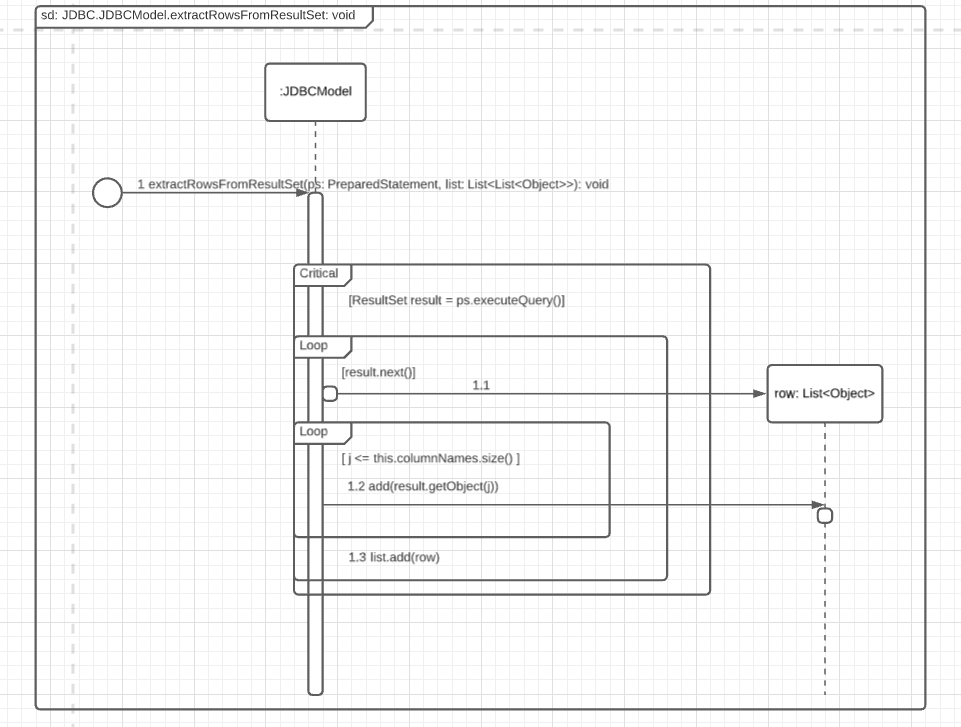 sd: JDBC.JDBCModel.extractRowsFromResultSet: void
:JDBCModel
1 extractRowsFromResultSet(ps: PreparedStatement, list: List<List<Object>>): void
Critical
[ResultSet result = ps.executeQuery()]
Loop
[result.next()]
1.1
row: List<Object>
Loop
[ j <= this.columnNames.size() ]
1.2 add(result.getObject(j))
1.3 list.add(row)